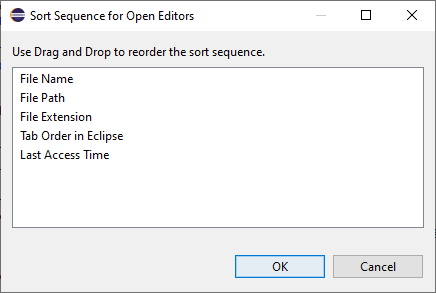 Sort Sequence for Open Editors
Use Drag and Drop to reorder the sort sequence.
File Name
File Path
File Extension
Tab Order in Eclipse
Last Access Time
OK
Cancel